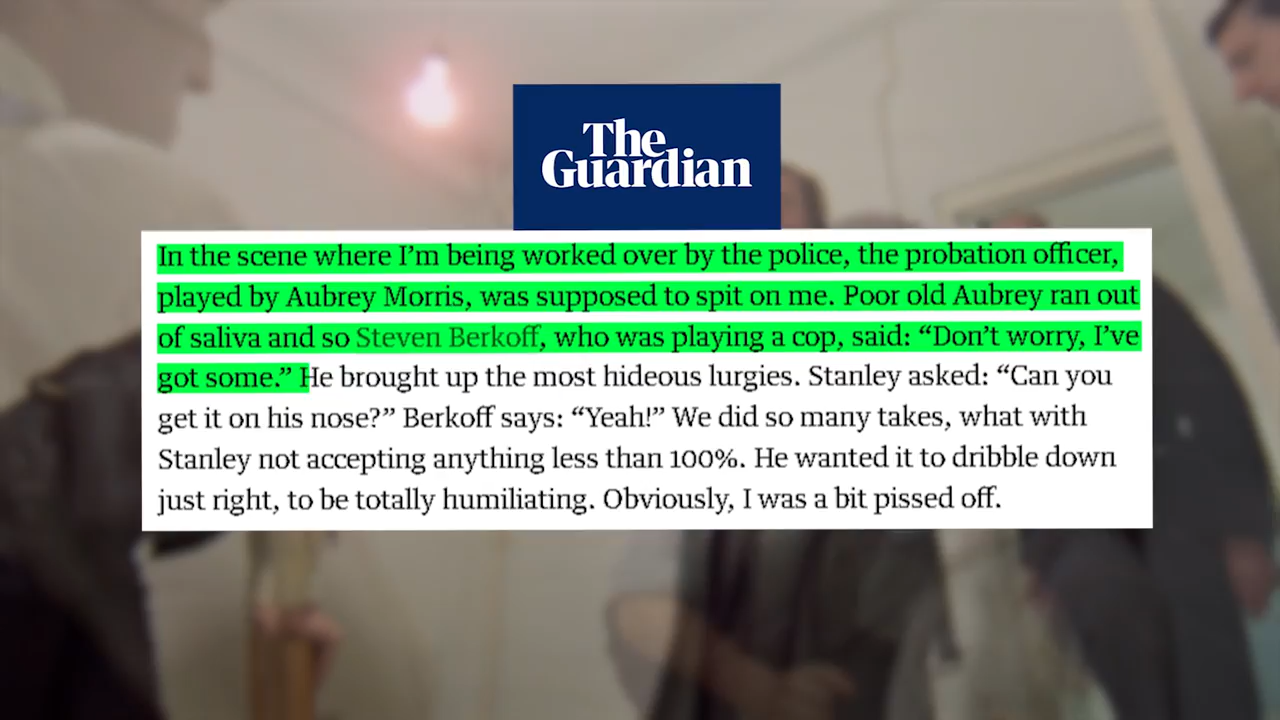 The
Guardian
In the scene where I’m being worked over by the police, the probation officer,
played by Aubrey Morris, was supposed to spit on me. Poor old Aubrey ran out
of saliva and so Steven Berkoff, who was playing a cop, said: “Don’t worry, I’ve
got some.” He brought up the most hideous lurgies. Stanley asked: “Can you
get it on his nose?” Berkoff says: “Yeah!” We did so many takes, what with
Stanley not accepting anything less than 100%. He wanted it to dribble down
just right, to be totally humiliating. Obviously, I was a bit pissed off.